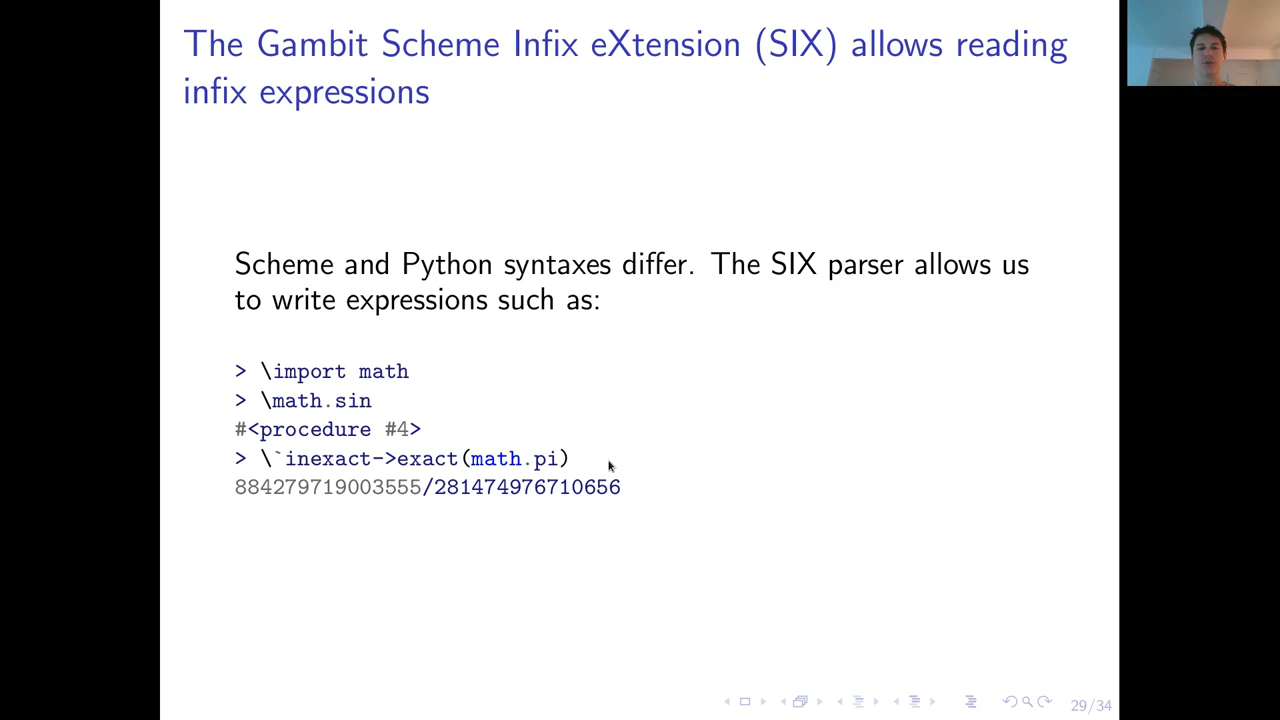 The Gambit Scheme Infix eXtension (SIX) allows reading
infix expressions
Scheme and Python syntaxes differ. The SIX parser allows us
to write expressions such as:
> \import math
> \math.sin
#<procedure #4>
> \`inexact->exact(math.pi)
884279719003555/281474976710656
29/34